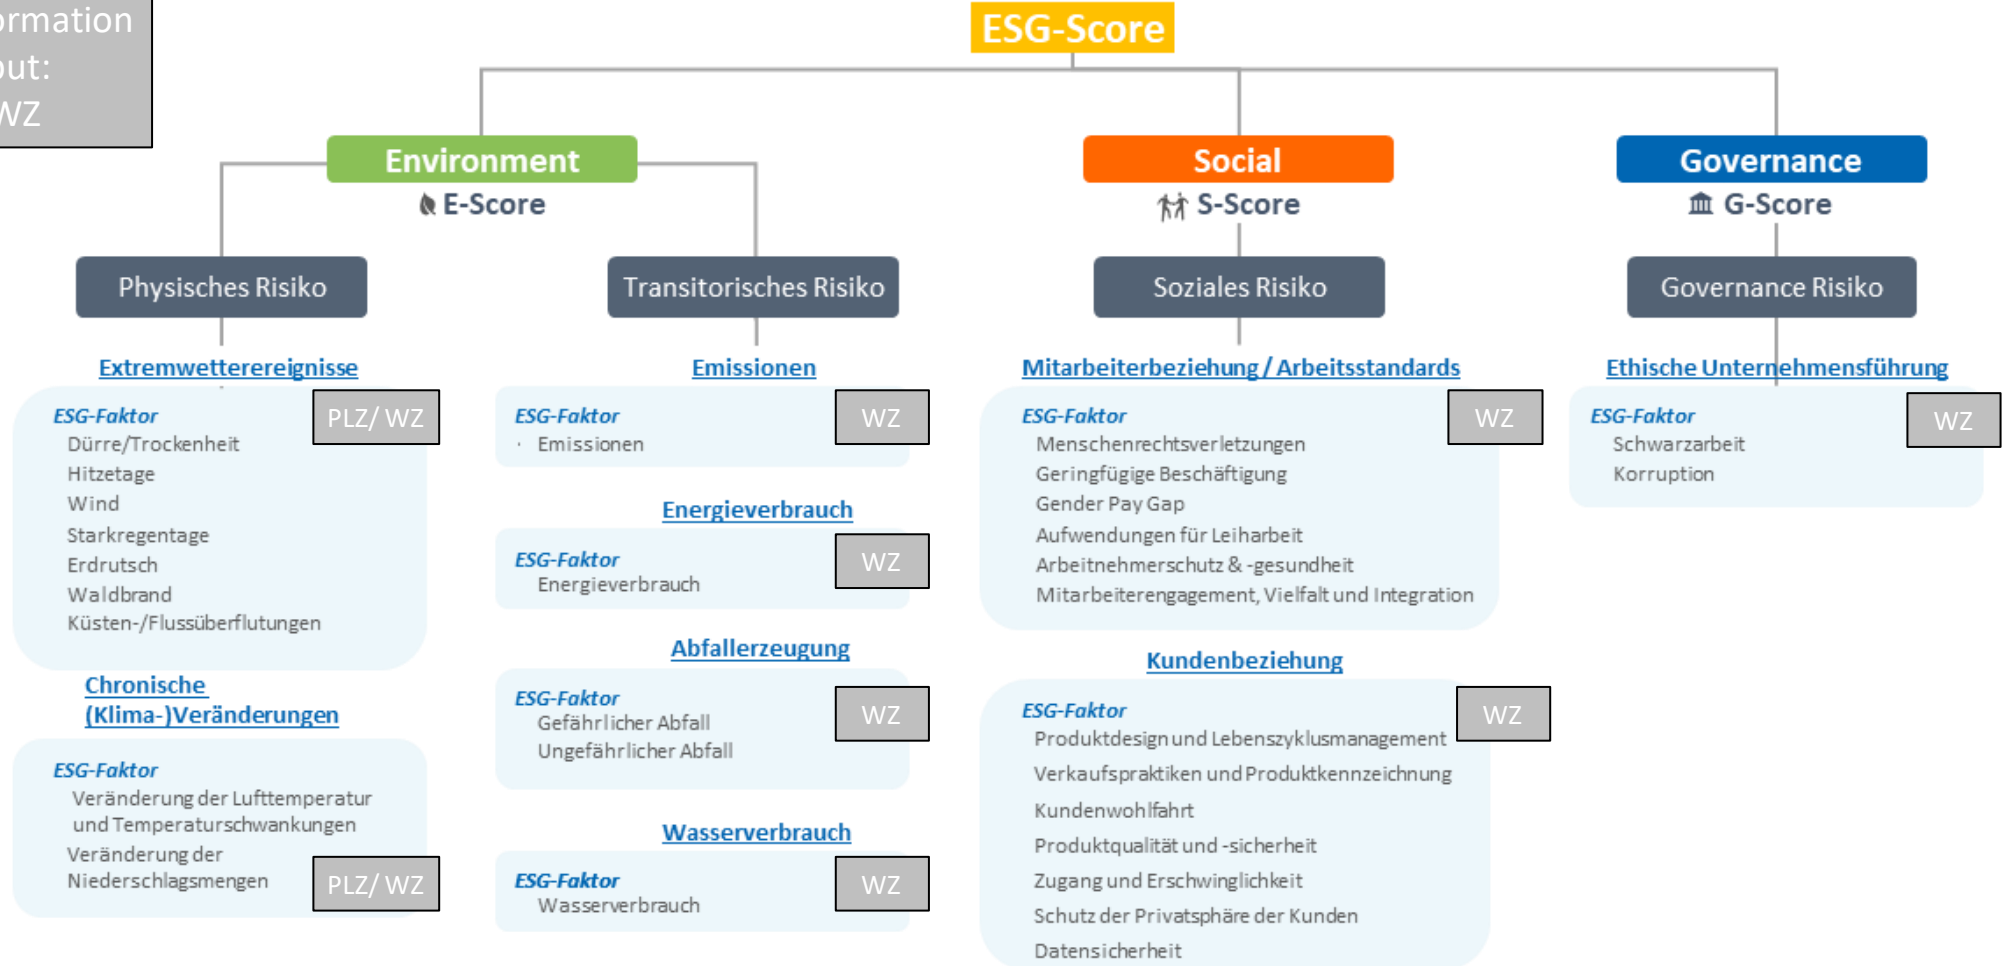 ormation
out:
WZ
ESG-Score
Environment
E-Score
Social
S-Score
Governance
G-Score
Physisches Risiko
Transitorisches Risiko
Soziales Risiko
Governance Risiko
Extremwetterereignisse
ESG-Faktor
PLZ/ WZ
Dürre/Trockenheit
Hitzetage
Wind
Starkregentage
Erdrutsch
Waldbrand
Küsten-/Flussüberflutungen
Chronische
(Klima-)Veränderungen
ESG-Faktor
Veränderung der Lufttemperatur
und Temperaturschwankungen
Veränderung der
Niederschlagsmengen
PLZ/ WZ
Emissionen
ESG-Faktor
WZ
· Emissionen
Energieverbrauch
ESG-Faktor
WZ
Energieverbrauch
Abfallerzeugung
ESG-Faktor
WZ
Gefährlicher Abfall
Ungefährlicher Abfall
Wasserverbrauch
ESG-Faktor
WZ
Wasserverbrauch
Mitarbeiterbeziehung / Arbeitsstandards
ESG-Faktor
WZ
Menschenrechtsverletzungen
Geringfügige Beschäftigung
Gender Pay Gap
Aufwendungen für Leiharbeit
Arbeitnehmerschutz & -gesundheit
Mitarbeiterengagement, Vielfalt und Integration
Kundenbeziehung
ESG-Faktor
WZ
Produktdesign und Lebenszyklusmanagement
Verkaufspraktiken und Produktkennzeichnung
Kundenwohlfahrt
Produktqualität und -sicherheit
Zugang und Erschwinglichkeit
Schutz der Privatsphäre der Kunden
Datensicherheit
Ethische Unternehmensführung
ESG-Faktor
WZ
Schwarzarbeit
Korruption